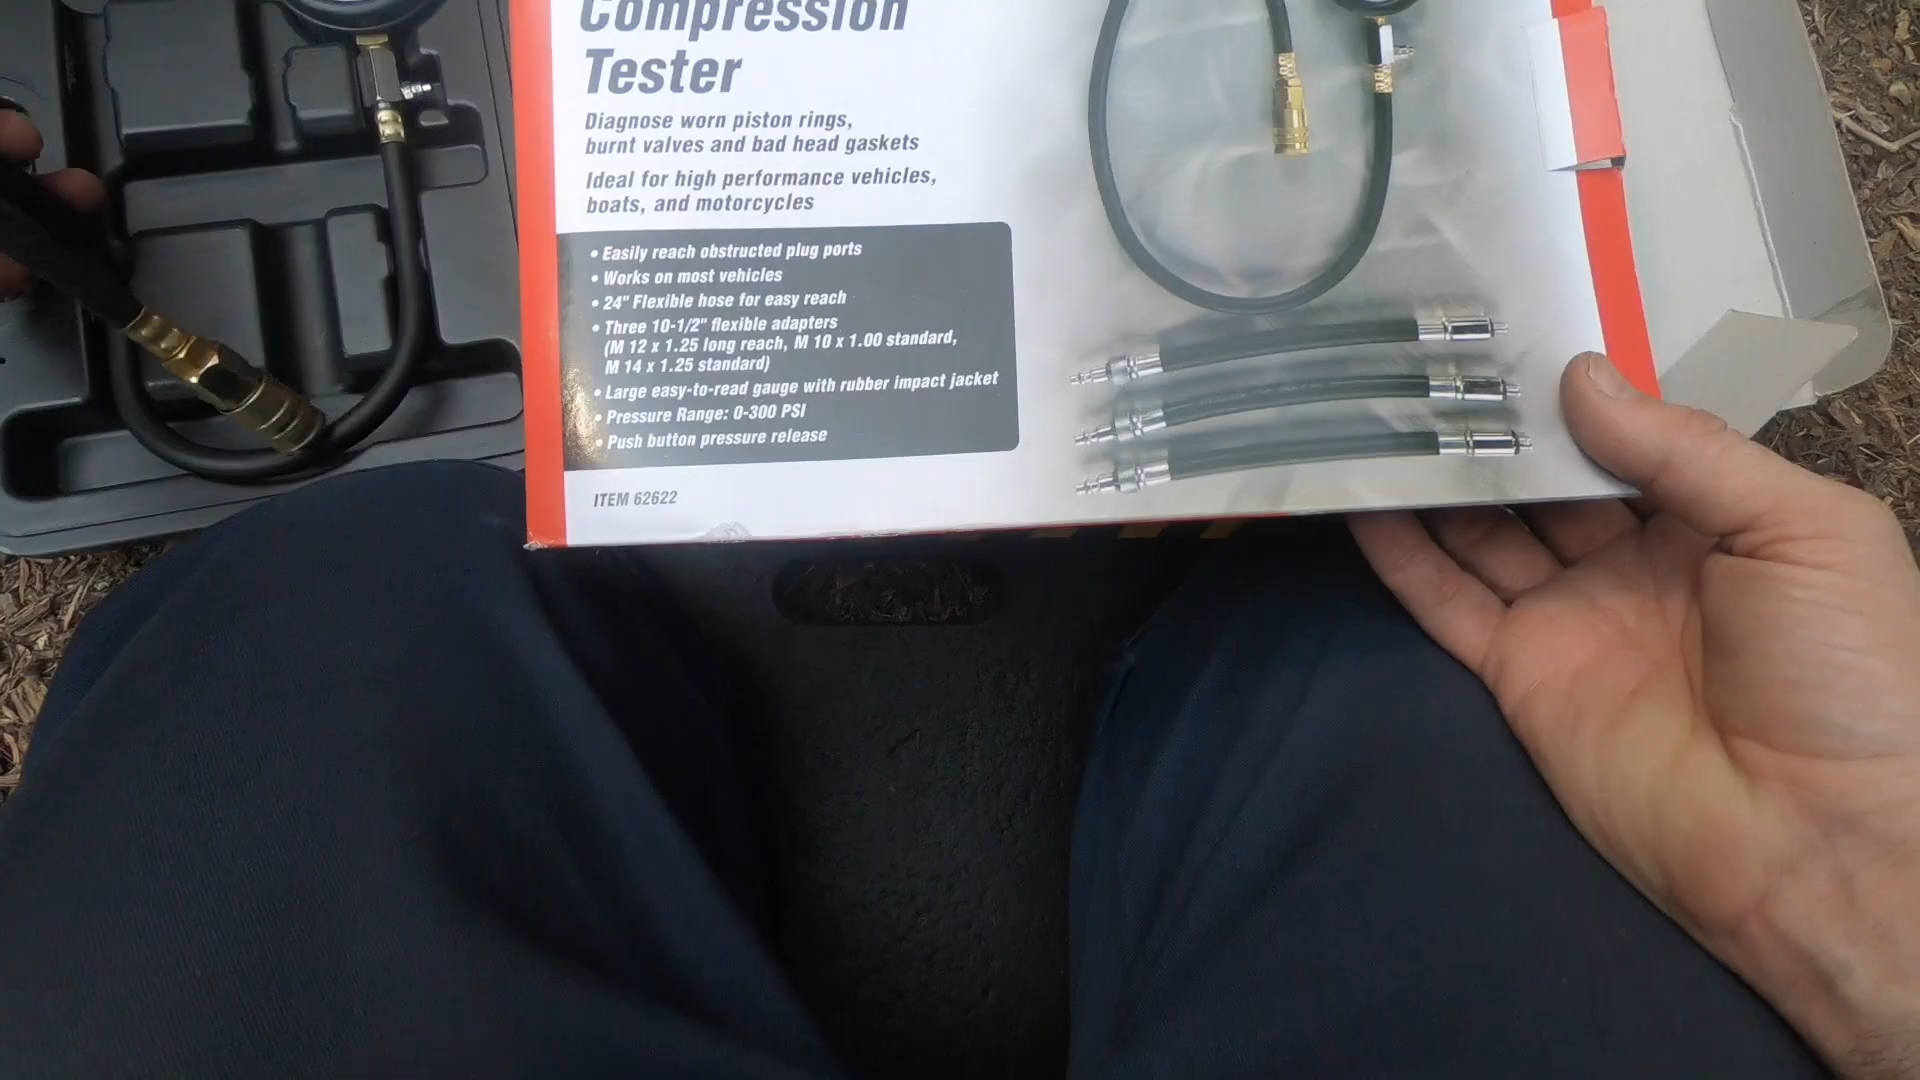 Compression
Tester
Diagnose worn piston rings,
burnt valves and bad head gaskets
Ideal for high performance vehicles,
boats, and motorcycles
• Easily reach obstructed plug ports
• Works on most vehicles
• 24" Flexible hose for easy reach
• Three 10-1/2" flexible adapters
(M 12 x 1.25 long reach, M 10 x 1.00 standard,
M 14 x 1.25 standard)
• Large easy-to-read gauge with rubber impact jacket
• Pressure Range: 0-300 PSI
• Push button pressure release
ITEM 62622